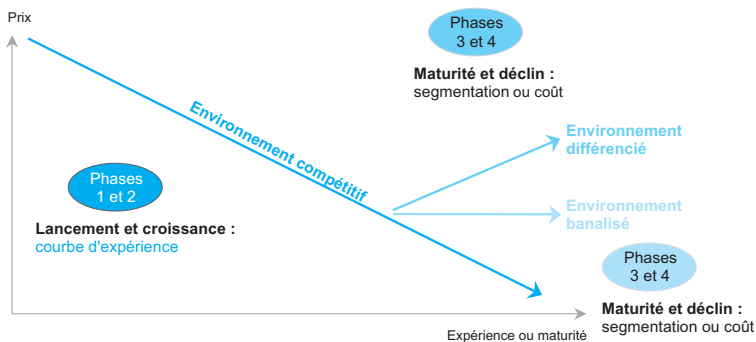 Prix
Phases
3 et 4
Maturité et déclin :
segmentation ou coût
Environnement compétitif
Environnement
différencié
Phases
1 et 2
Environnement
banalisé
Lancement et croissance :
courbe d'expérience
Phases
3 et 4
Maturité et déclin :
segmentation ou coût
Expérience ou maturité